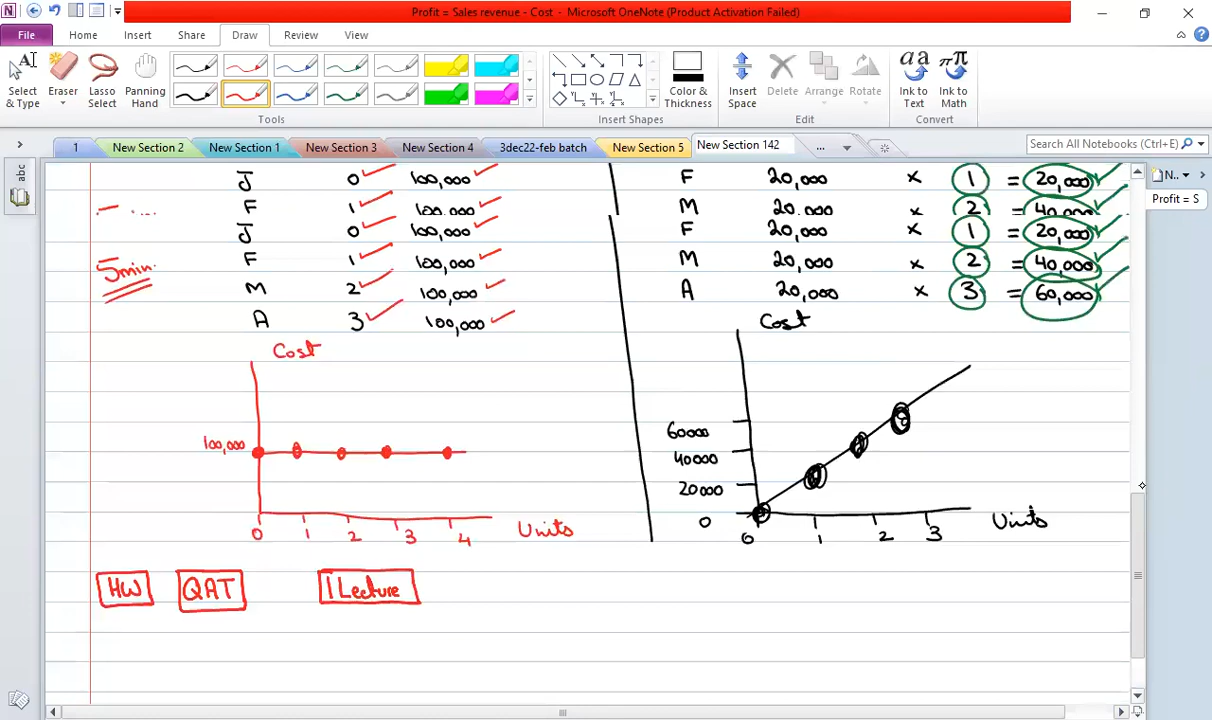 Profit = Sales revenue - Cost - Microsoft OneNote (Product Activation Failed)
File Home Insert Share Draw Review View
Select & Type
Eraser
Lasso Select
Panning Hand
Color & Thickness
Insert Space
Delete
Arrange
Rotate
Ink to Text
Ink to Math
Tools Insert Shapes Edit Convert
1 New Section 2 New Section 1 New Section 3 New Section 4 3dec22-feb batch New Section 5 New Section 142 ... Search All Notebooks (Ctrl+E)
N..
Profit = S
abc
J 0 100,000
F 1 100,000
J 0 100,000
F 1 100,000
M 2 100,000
A 3 100,000
5min.
F 20,000 × 1 = 20,000
M 20,000 × 2 = 40,000
F 20,000 × 1 = 20,000
M 20,000 × 2 = 40,000
A 20,000 × 3 = 60,000
Cost
100,000
0 1 2 3 4 Units
Cost
60000
40000
20000
0
0 1 2 3 Units
HW QAT 1 Lecture